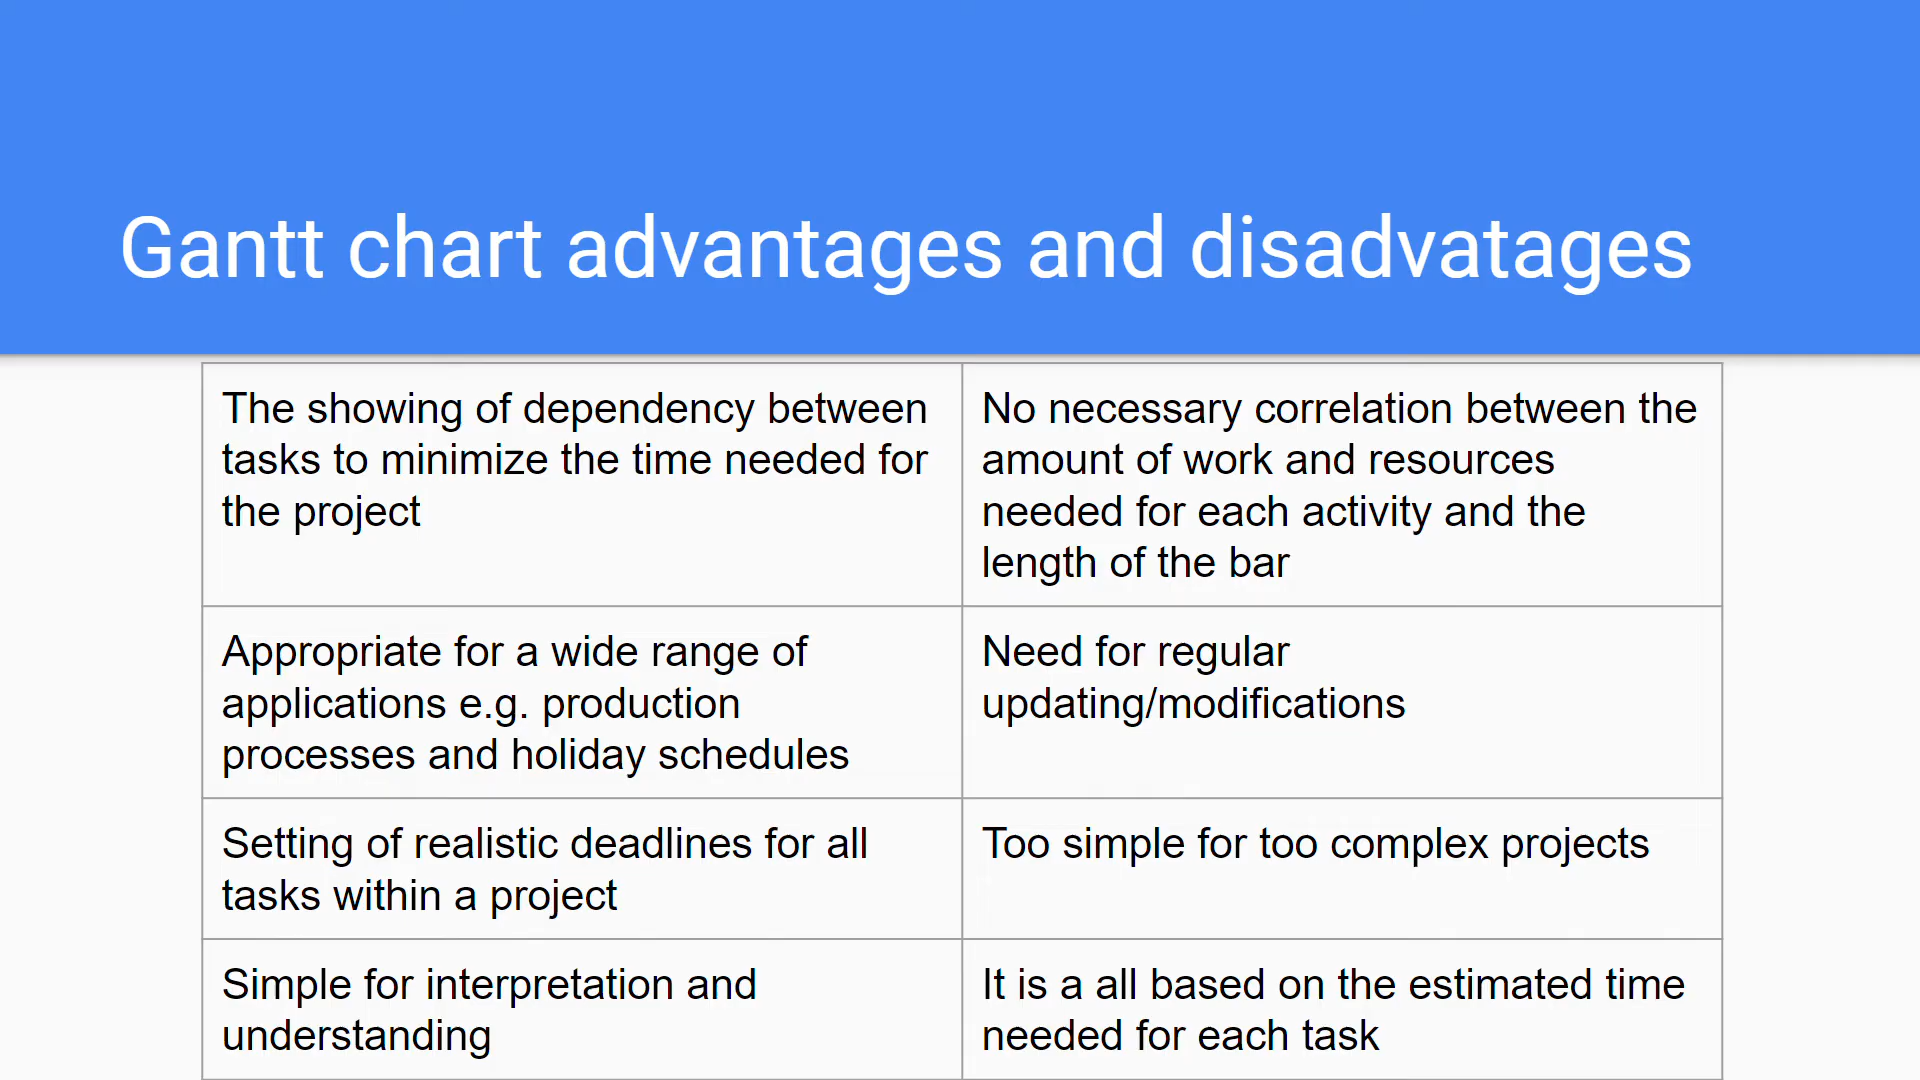 Gantt chart advantages and disadvatages
The showing of dependency between
tasks to minimize the time needed for
the project
No necessary correlation between the
amount of work and resources
needed for each activity and the
length of the bar
Appropriate for a wide range of
applications e.g. production
processes and holiday schedules
Need for regular
updating/modifications
Setting of realistic deadlines for all
tasks within a project
Too simple for too complex projects
Simple for interpretation and
understanding
It is a all based on the estimated time
needed for each task